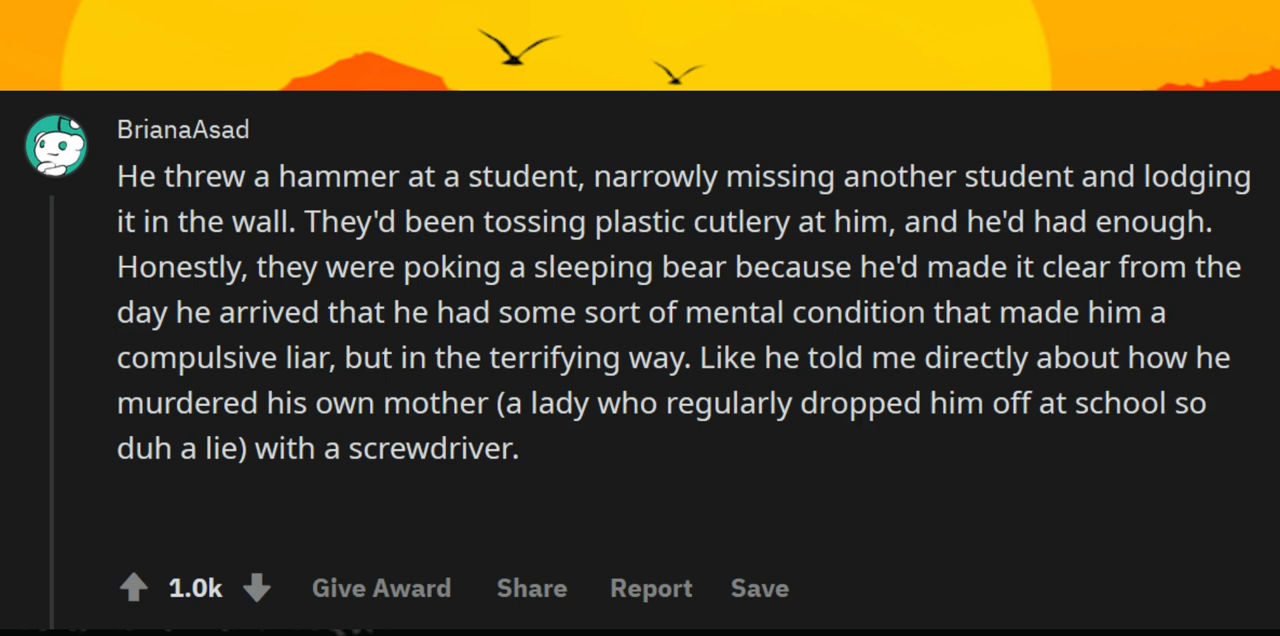 BrianaAsad
He threw a hammer at a student, narrowly missing another student and lodging
it in the wall. They'd been tossing plastic cutlery at him, and he'd had enough.
Honestly, they were poking a sleeping bear because he'd made it clear from the
day he arrived that he had some sort of mental condition that made him a
compulsive liar, but in the terrifying way. Like he told me directly about how he
murdered his own mother (a lady who regularly dropped him off at school so
duh a lie) with a screwdriver.
1.0k Give Award Share Report Save